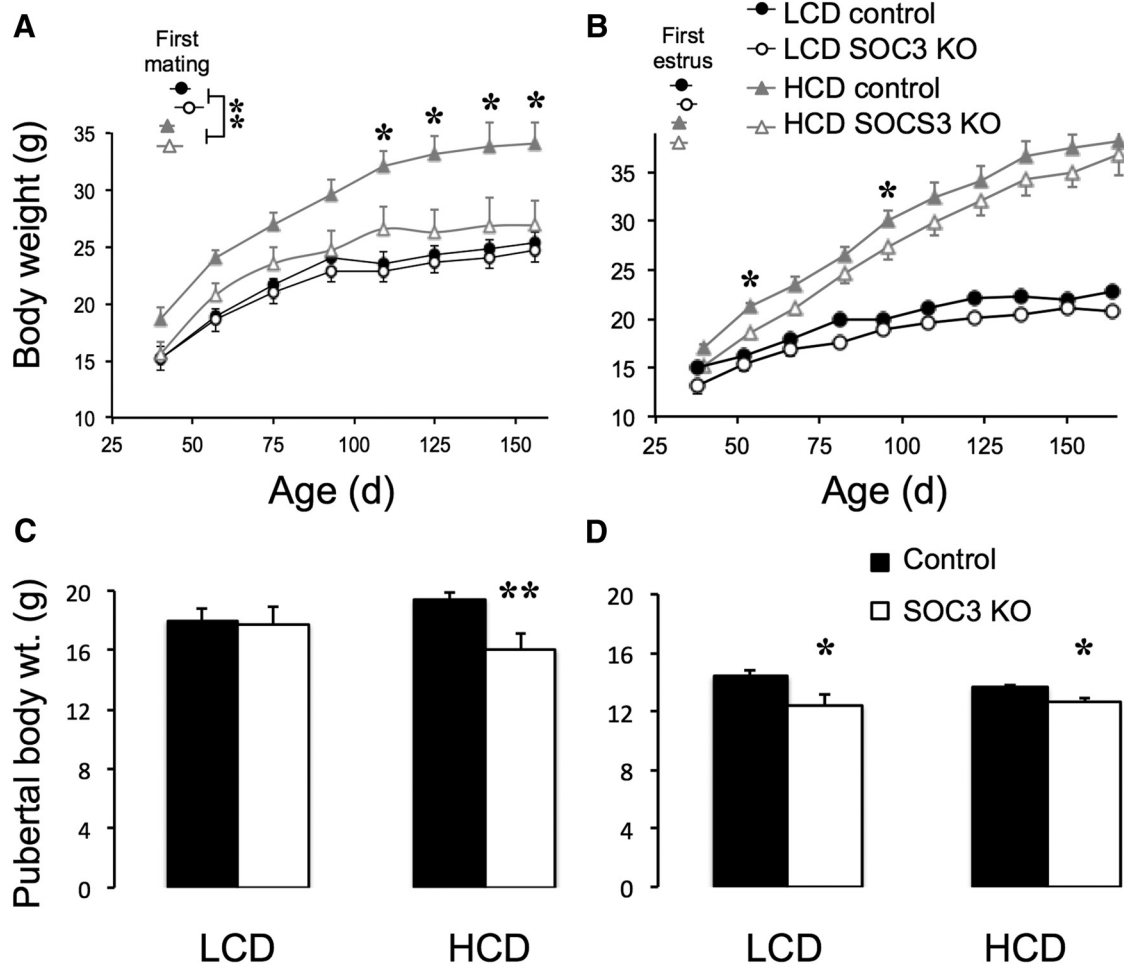 A
First
mating
*
*
*
*
*
*
Body weight (g)
35
30
25
20
15
10
25
50
75
100
125
150
Age (d)
B
First
estrus
LCD control
LCD SOC3 KO
HCD control
HCD SOCS3 KO
*
*
35
30
25
20
15
10
25
50
75
100
125
150
Age (d)
C
Pubertal body wt. (g)
20
16
12
8
4
0
**
LCD
HCD
D
Control
SOC3 KO
20
16
12
8
4
0
*
*
LCD
HCD